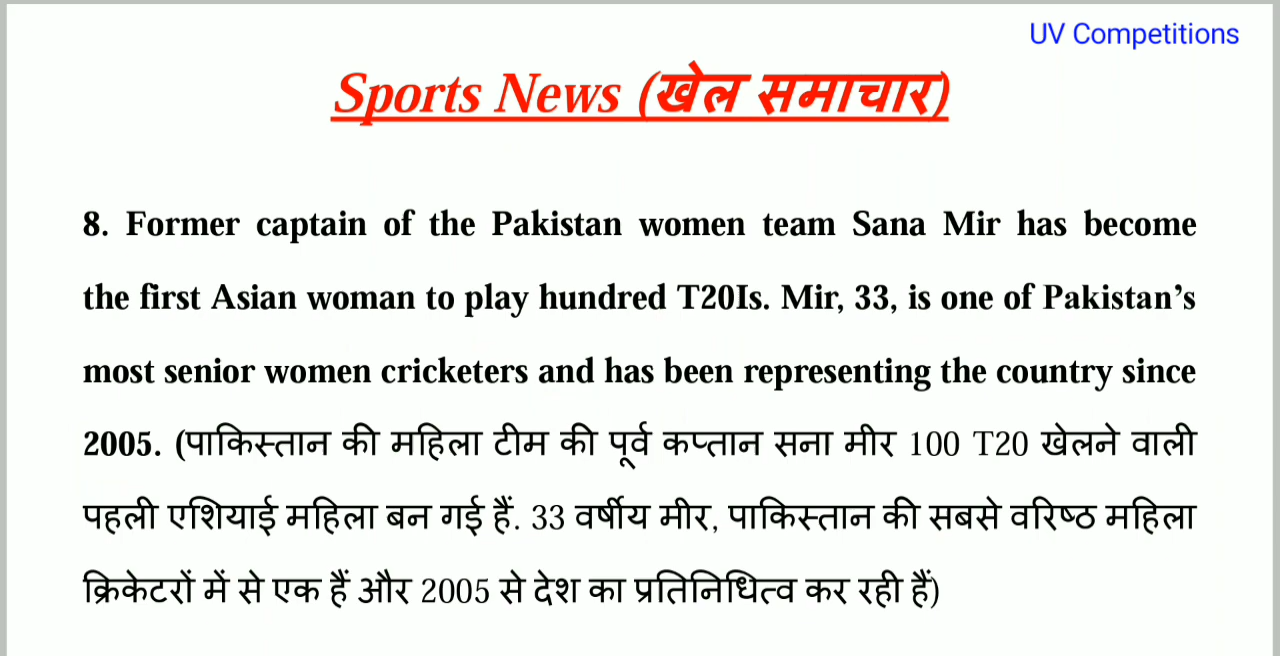 UV Competitions
Sports News (खेल समाचार)
8. Former captain of the Pakistan women team Sana Mir has become
the first Asian woman to play hundred T20Is. Mir, 33, is one of Pakistan’s
most senior women cricketers and has been representing the country since
2005. (पाकिस्तान की महिला टीम की पूर्व कप्तान सना मीर 100 T20 खेलने वाली
पहली एशियाई महिला बन गई हैं. 33 वर्षीय मीर, पाकिस्तान की सबसे वरिष्ठ महिला
क्रिकेटरों में से एक हैं और 2005 से देश का प्रतिनिधित्व कर रही हैं)